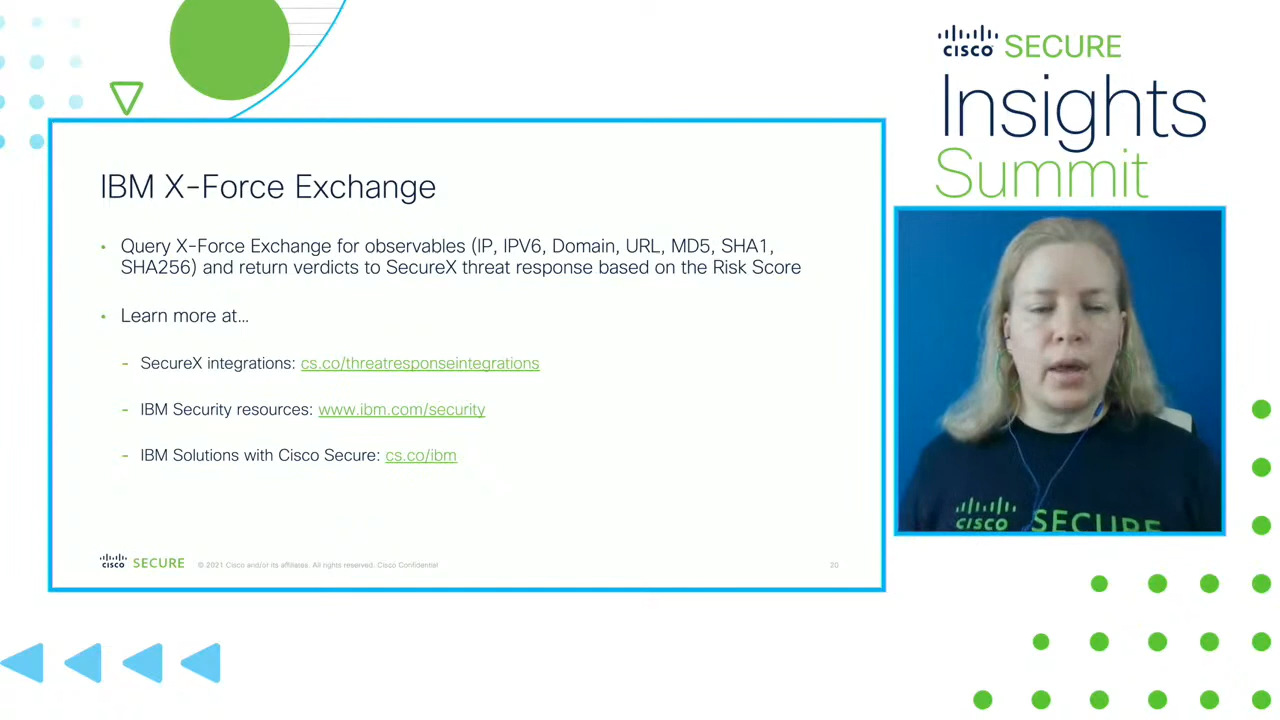 CISCO SECURE
Insights
Summit
IBM X-Force Exchange
• Query X-Force Exchange for observables (IP, IPV6, Domain, URL, MD5, SHA1,
SHA256) and return verdicts to SecureX threat response based on the Risk Score
• Learn more at...
- SecureX integrations: cs.co/threatresponseintegrations
- IBM Security resources: www.ibm.com/security
- IBM Solutions with Cisco Secure: cs.co/ibm
CISCO SECURE © 2021 Cisco and/or its affiliates. All rights reserved. Cisco Confidential 20
CISCO SECURE